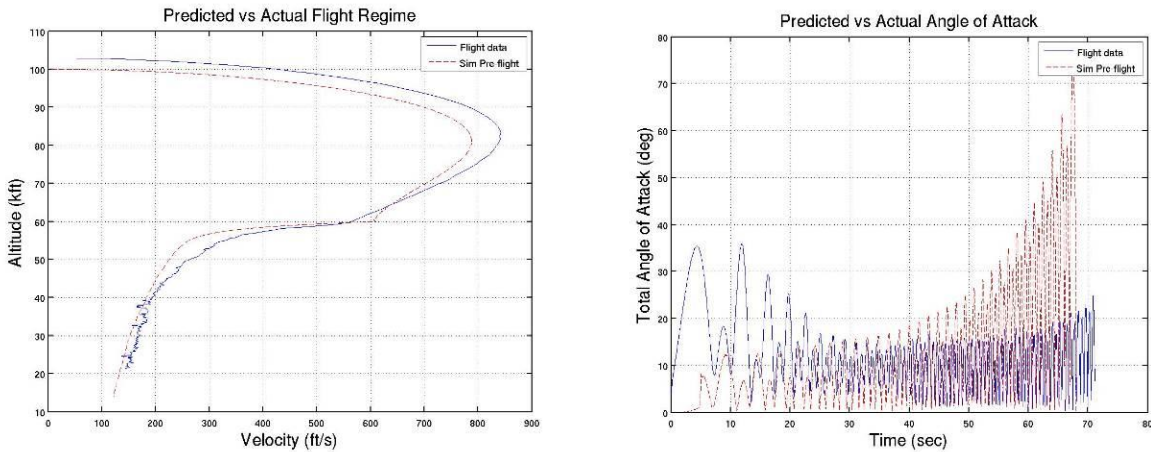 Predicted vs Actual Flight Regime
Flight data
Sim Pre flight
110
100
90
80
70
60
50
40
30
20
10
0 100 200 300 400 500 600 700 800 900
Altitude (kft)
Velocity (ft/s)
Predicted vs Actual Angle of Attack
Flight data
Sim Pre flight
80
70
60
50
40
30
20
10
0
0 10 20 30 40 50 60 70 80
Total Angle of Attack (deg)
Time (sec)